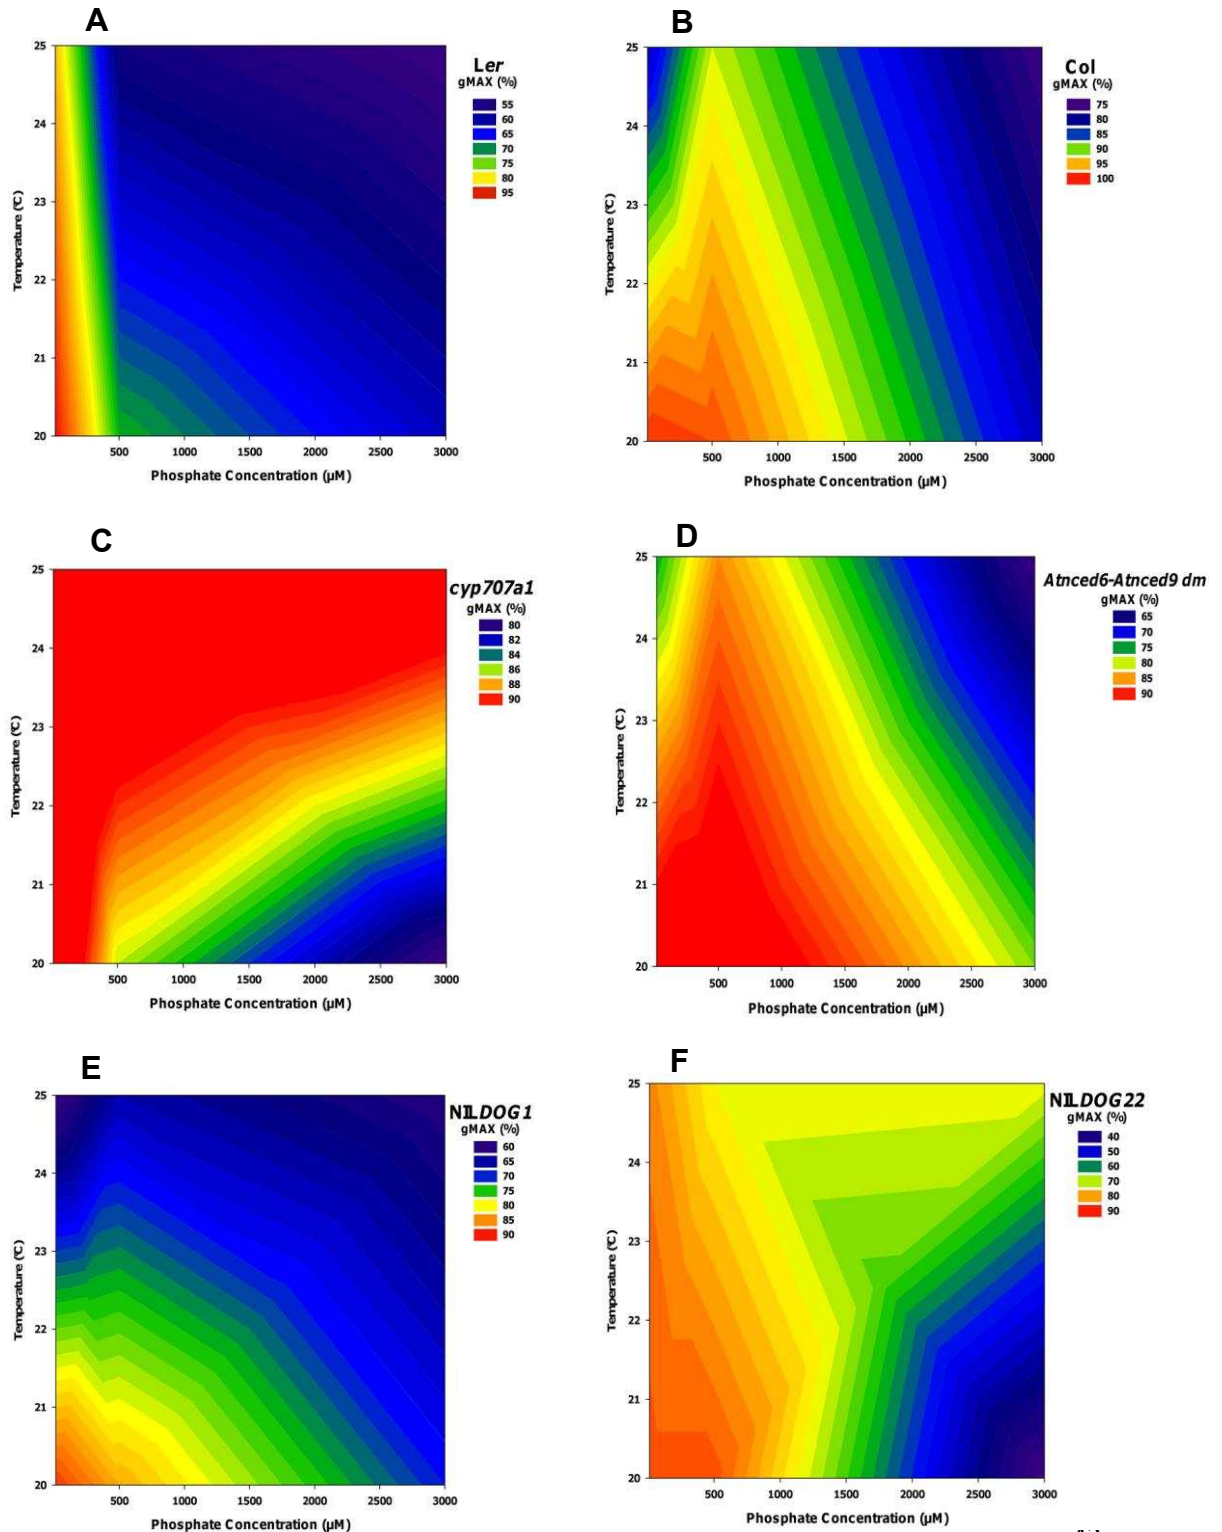 A
Ler
gMAX (%)
55
60
65
70
75
80
95
25
24
23
22
21
20
Temperature (°C)
500 1000 1500 2000 2500 3000
Phosphate Concentration (µM)
B
Col
gMAX (%)
75
80
85
90
95
100
25
24
23
22
21
20
Temperature (°C)
500 1000 1500 2000 2500 3000
Phosphate Concentration (µM)
C
cyp707a1
gMAX (%)
80
82
84
86
88
90
25
24
23
22
21
20
Temperature (°C)
500 1000 1500 2000 2500 3000
Phosphate Concentration (µM)
D
Atnced6-Atnced9 dm
gMAX (%)
65
70
75
80
85
90
25
24
23
22
21
20
Temperature (°C)
500 1000 1500 2000 2500 3000
Phosphate Concentration (µM)
E
NILDOG1
gMAX (%)
60
65
70
75
80
85
90
25
24
23
22
21
20
Temperature (°C)
500 1000 1500 2000 2500 3000
Phosphate Concentration (µM)
F
NILDOG22
gMAX (%)
40
50
60
70
80
90
25
24
23
22
21
20
Temperature (°C)
500 1000 1500 2000 2500 3000
Phosphate Concentration (µM)